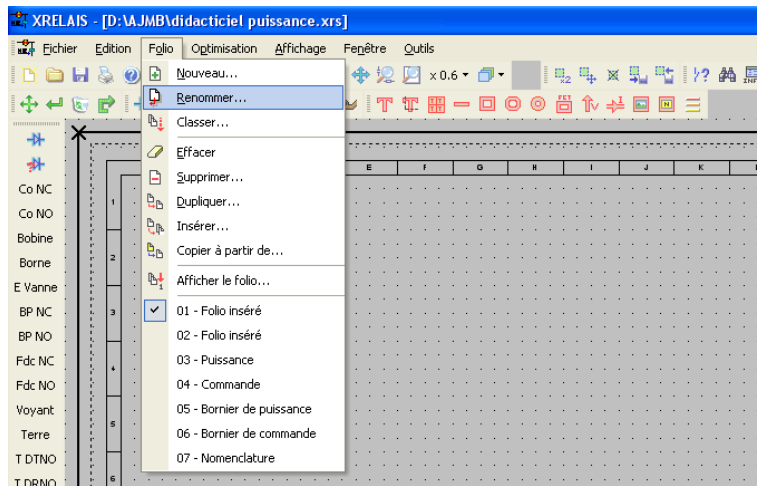 XRELAIS - [D:\AJMB\didacticiel puissance.xrs]
Fichier Edition Folio Optimisation Affichage Fenêtre Outils
x 0.6
FET
Nouveau...
Renommer...
Classer...
Effacer
Supprimer...
Dupliquer...
Insérer...
Copier à partir de...
Afficher le folio...
01 - Folio inséré
02 - Folio inséré
03 - Puissance
04 - Commande
05 - Bornier de puissance
06 - Bornier de commande
07 - Nomenclature
Co NC
Co NO
Bobine
Borne
E Vanne
BP NC
BP NO
Fdc NC
Fdc NO
Voyant
Terre
T DTNO
T DRNO
E F G H I J K
1
2
3
4
5
6